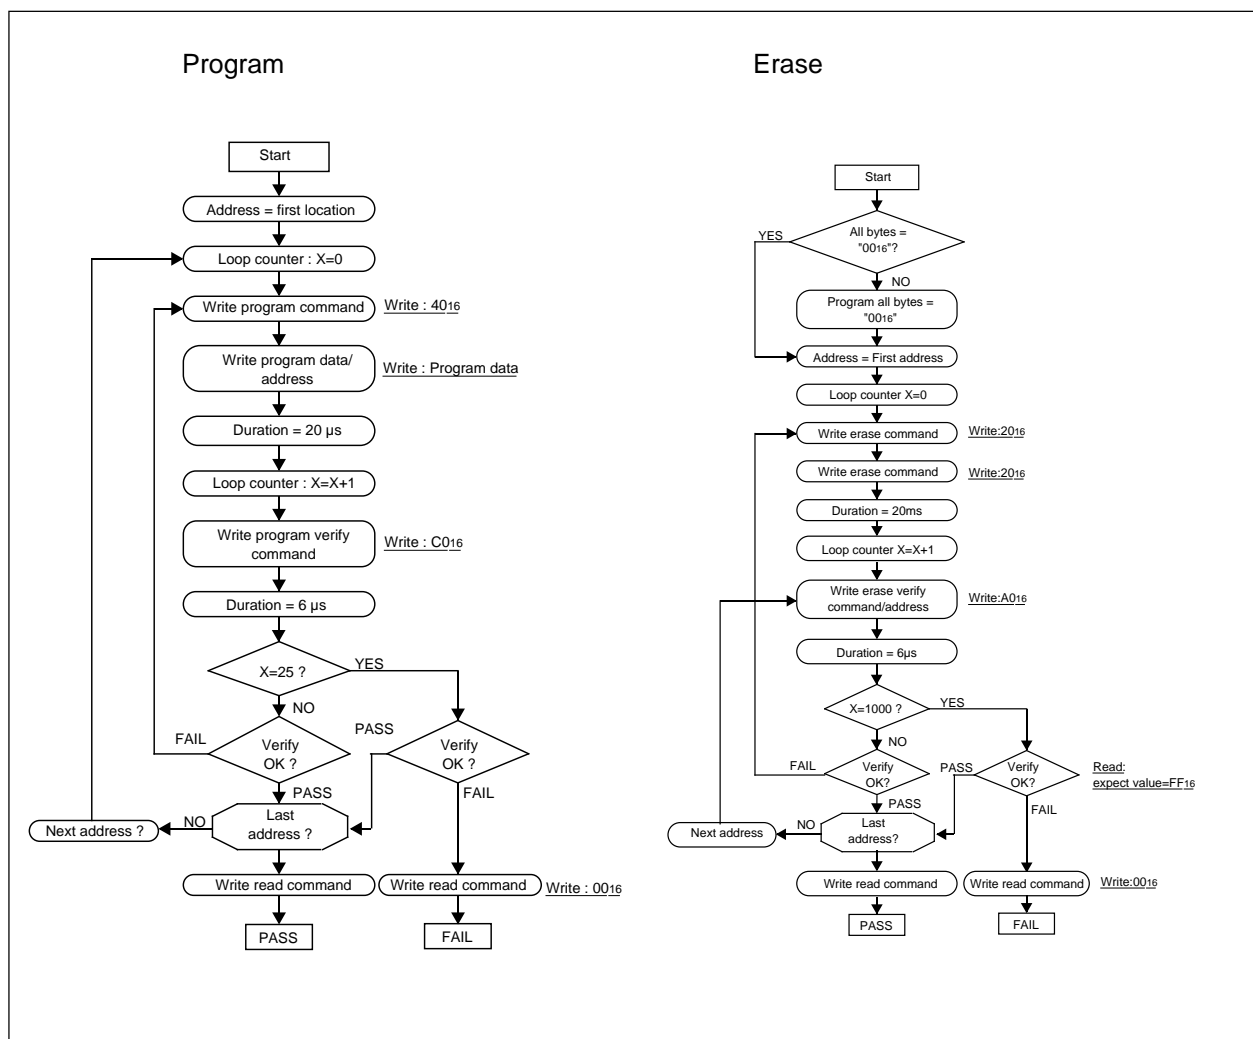 Program
Start
Address = first location
Loop counter : X=0
Write program command
Write : 4016
Write program data/
address
Write : Program data
Duration = 20 µs
Loop counter : X=X+1
Write program verify
command
Write : C016
Duration = 6 µs
X=25 ?
YES
NO
FAIL
Verify
OK ?
PASS
PASS
Verify
OK ?
FAIL
Last
address ?
NO
Next address ?
Write read command
Write read command
Write : 0016
PASS
FAIL
Erase
Start
All bytes =
"0016"?
YES
NO
Program all bytes =
"0016"
Address = First address
Loop counter X=0
Write erase command
Write:2016
Write erase command
Write:2016
Duration = 20ms
Loop counter X=X+1
Write erase verify
command/address
Write:A016
Duration = 6µs
X=1000 ?
YES
NO
FAIL
Verify
OK?
PASS
PASS
Verify
OK?
FAIL
Read:
expect value=FF16
Last
address?
NO
Next address
Write read command
Write read command
Write:0016
PASS
FAIL